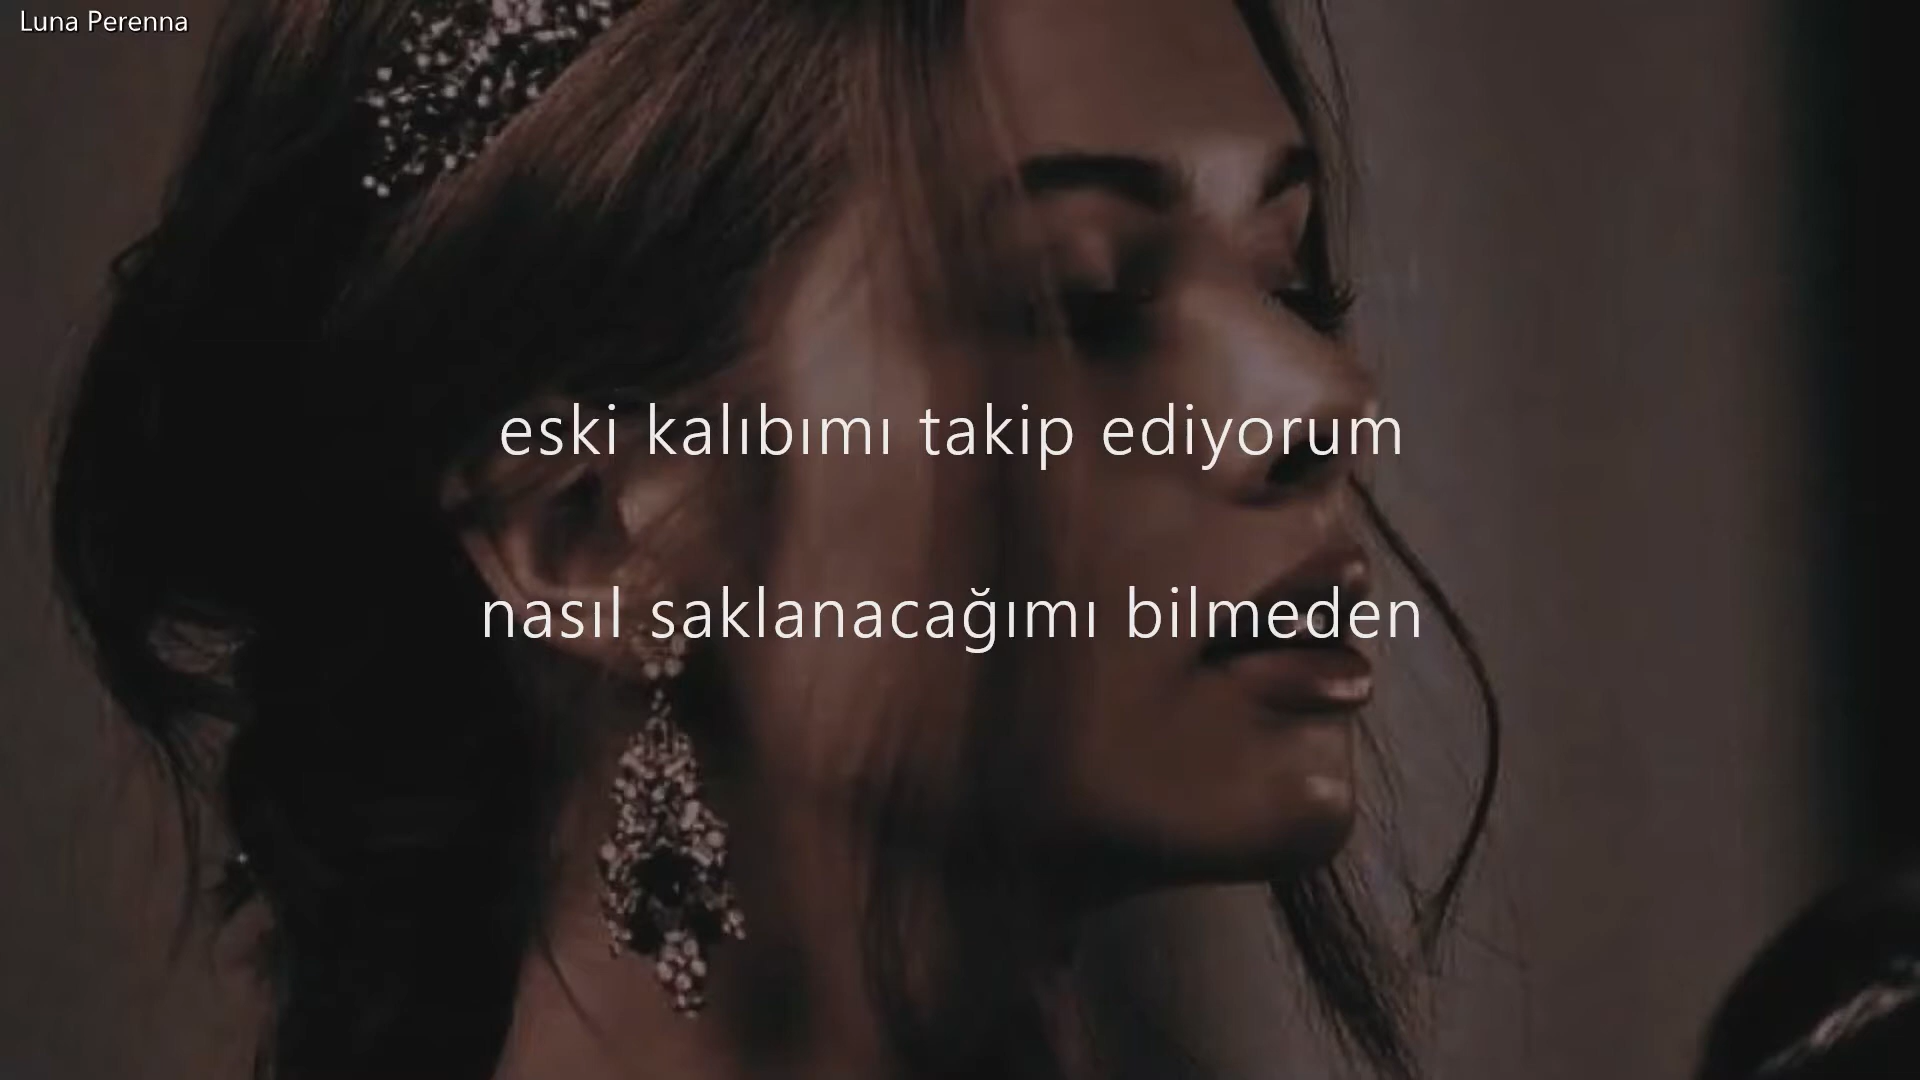 Luna Perenna
eski kalıbımı takip ediyorum
nasıl saklanacağımı bilmeden